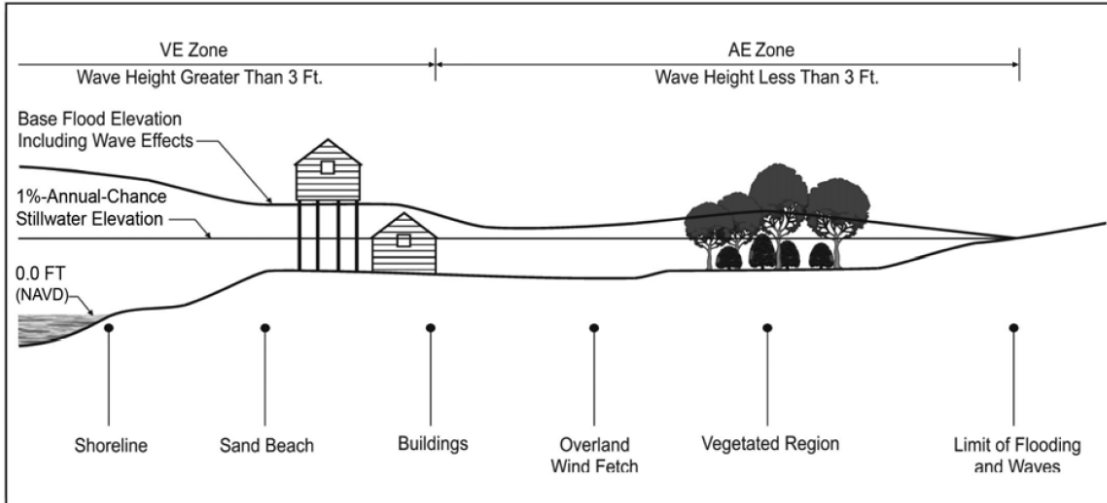 VE Zone
Wave Height Greater Than 3 Ft.
AE Zone
Wave Height Less Than 3 Ft.
Base Flood Elevation
Including Wave Effects
1%-Annual-Chance
Stillwater Elevation
0.0 FT
(NAVD)
Shoreline
Sand Beach
Buildings
Overland
Wind Fetch
Vegetated Region
Limit of Flooding
and Waves